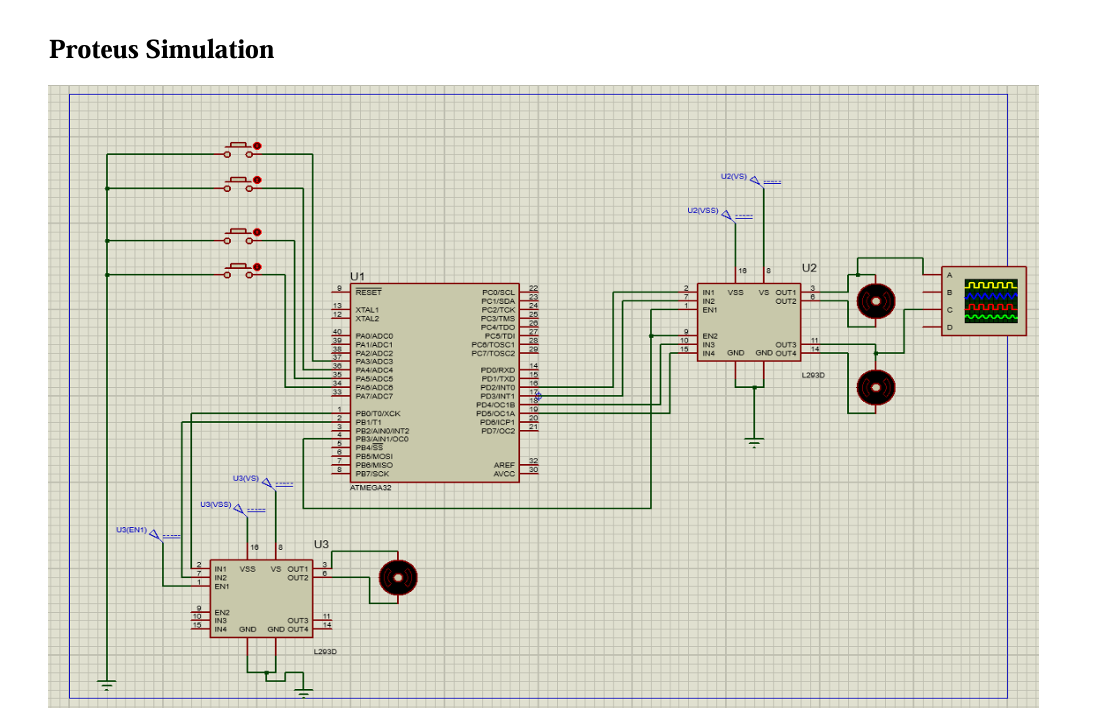 Proteus Simulation
U2(VS)
U2(VSS)
16 8
U2
U1
9 RESET
13 XTAL1
12 XTAL2
40 PA0/ADC0
39 PA1/ADC1
38 PA2/ADC2
37 PA3/ADC3
36 PA4/ADC4
35 PA5/ADC5
34 PA6/ADC6
33 PA7/ADC7
1 PB0/T0/XCK
2 PB1/T1
3 PB2/AIN0/INT2
4 PB3/AIN1/OC0
5 PB4/SS
6 PB5/MOSI
7 PB6/MISO
8 PB7/SCK
PC0/SCL 22
PC1/SDA 23
PC2/TCK 24
PC3/TMS 25
PC4/TDO 26
PC5/TDI 27
PC6/TOSC1 28
PC7/TOSC2 29
PD0/RXD 14
PD1/TXD 15
PD2/INT0 16
PD3/INT1 17
PD4/OC1B 18
PD5/OC1A 19
PD6/ICP1 20
PD7/OC2 21
AREF 32
AVCC 30
ATMEGA32
2 IN1 VSS VS OUT1 3
7 IN2 OUT2 6
1 EN1
9 EN2
10 IN3 OUT3 11
15 IN4 GND GND OUT4 14
L293D
A
B
C
D
U3(VS)
U3(VSS)
U3(EN1)
16 8
U3
2 IN1 VSS VS OUT1 3
7 IN2 OUT2 6
1 EN1
9 EN2
10 IN3 OUT3 11
15 IN4 GND GND OUT4 14
L293D